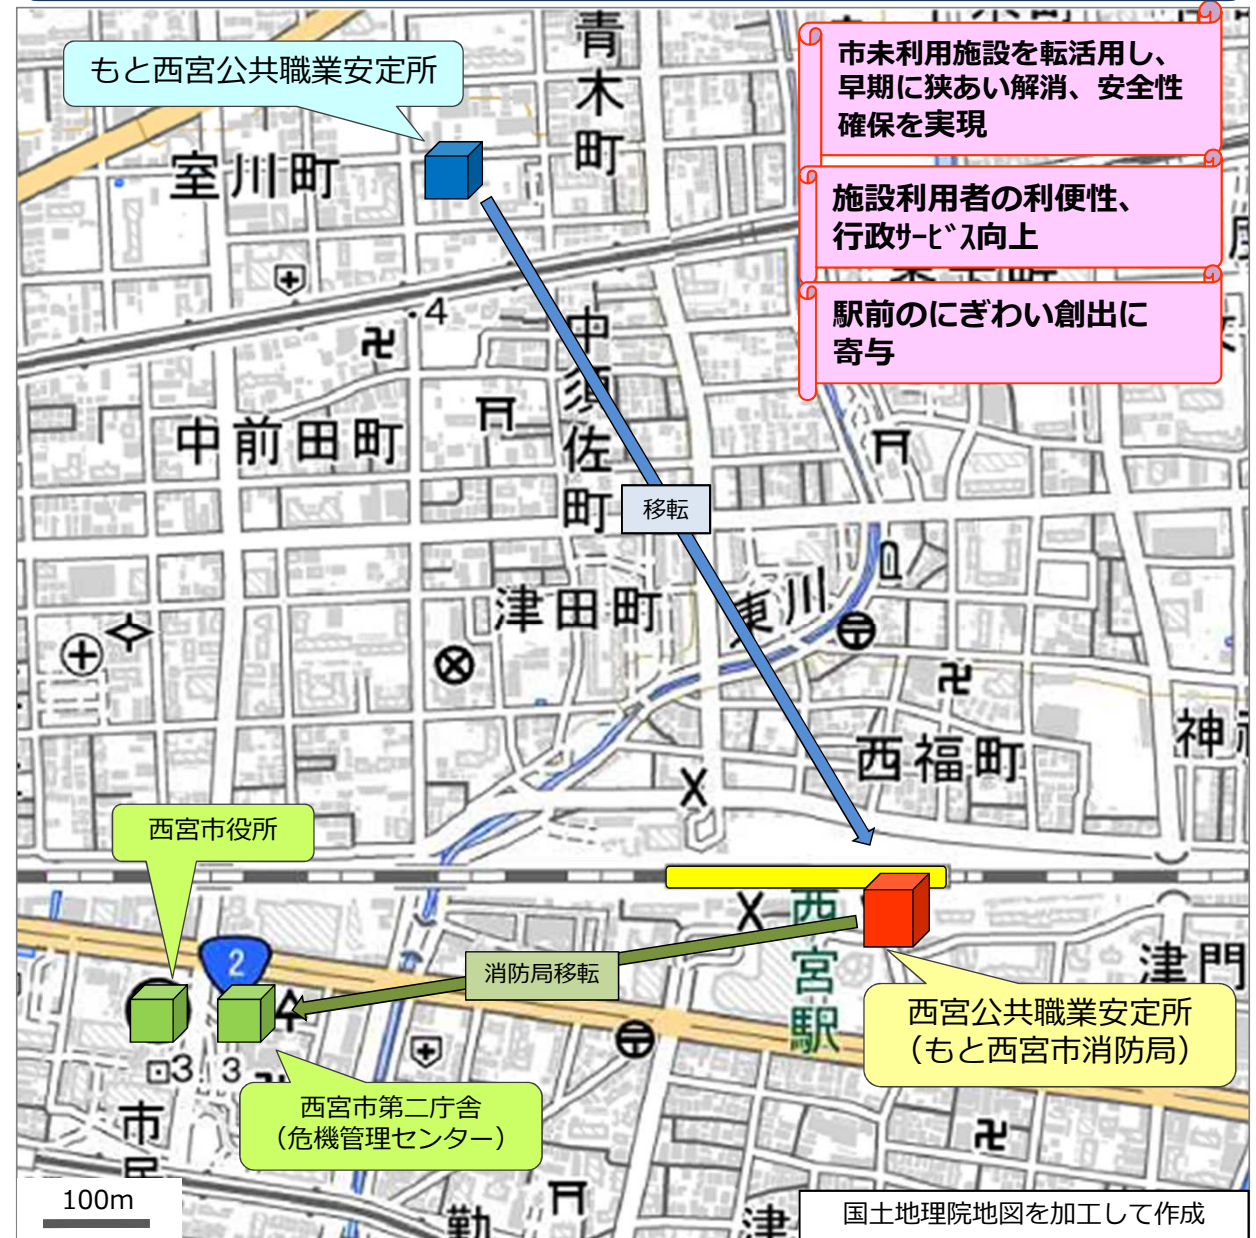 青木町
もと西宮公共職業安定所
市未利用施設を転活用し、
早期に狭あい解消、安全性
確保を実現
室川町
施設利用者の利便性、
行政ｻｰﾋﾞｽ向上
駅前のにぎわい創出に
寄与
4
中須佐町
中前田町
移転
津田町
東川
西福町
西宮市役所
西宮駅
2
消防局移転
津門
西宮公共職業安定所
（もと西宮市消防局）
3
3
西宮市第二庁舎
（危機管理センター）
市民
100m
勤
津
国土地理院地図を加工して作成